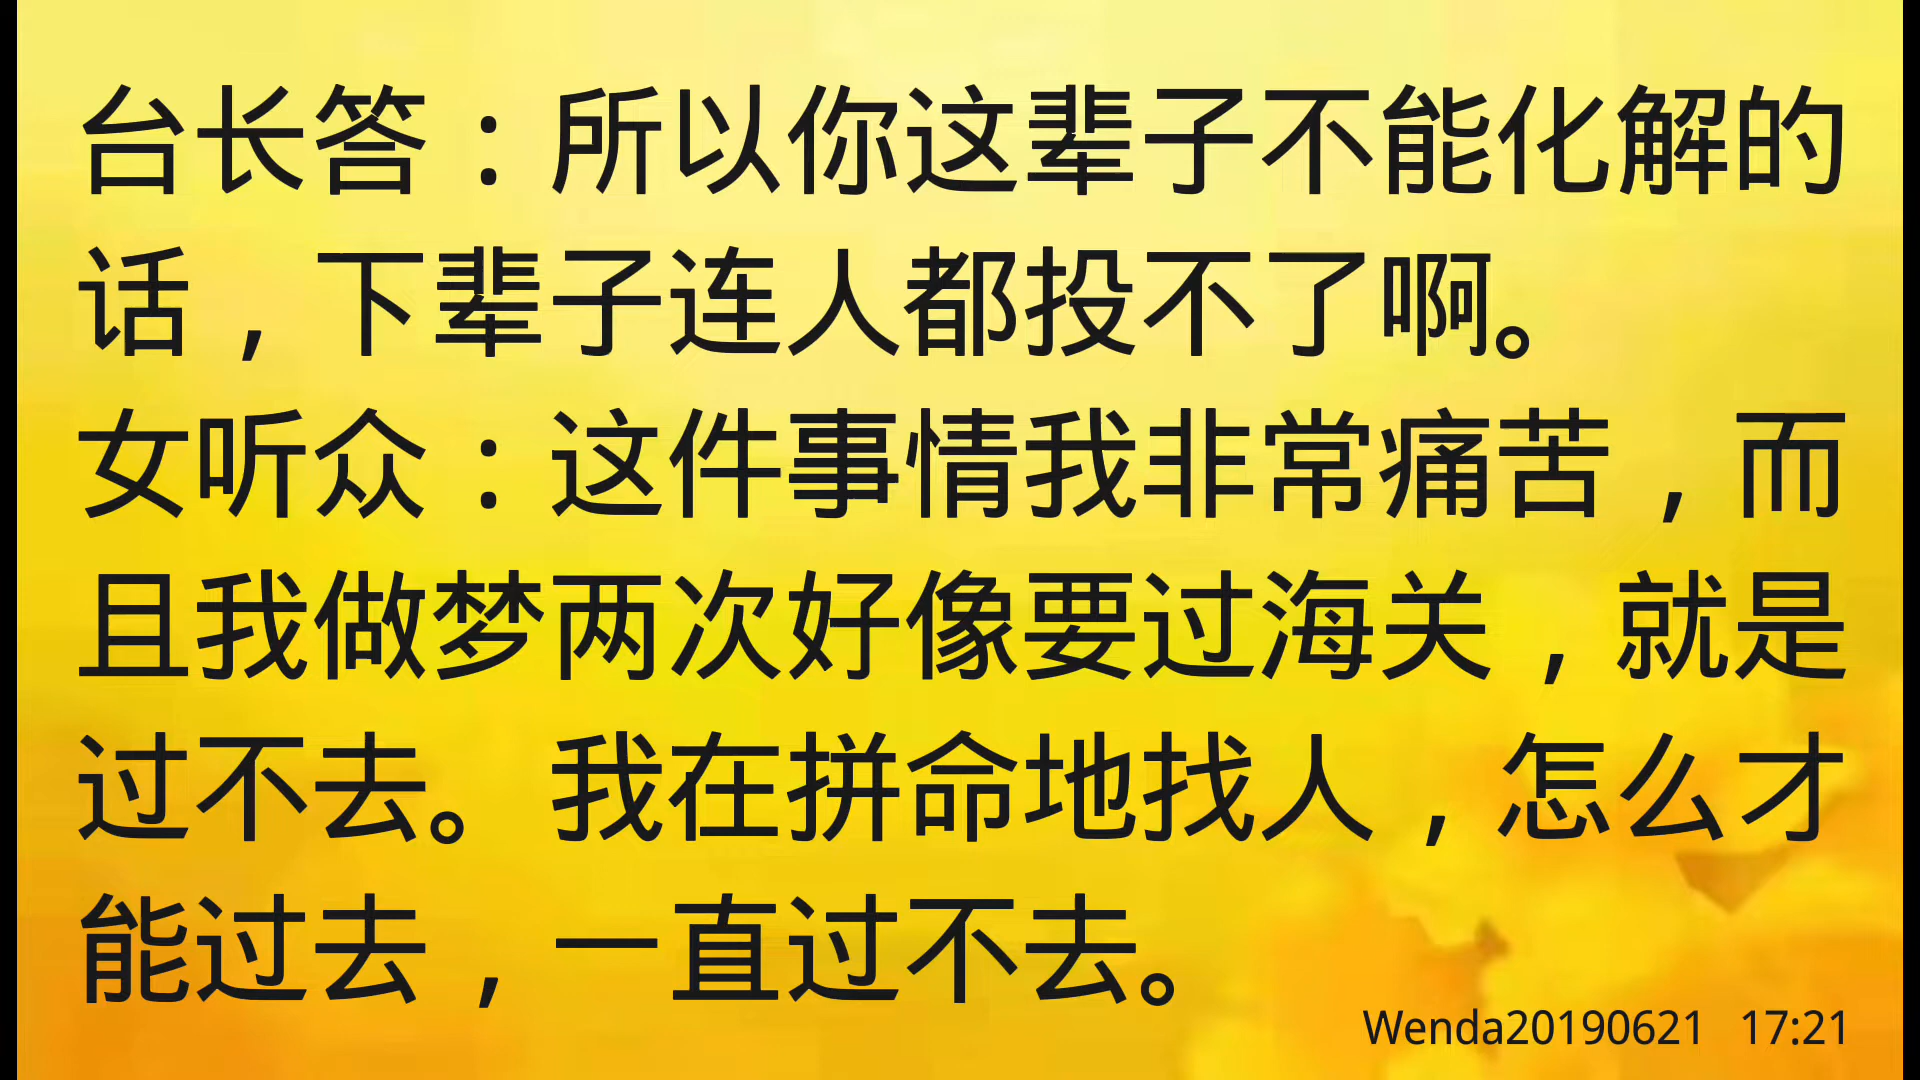 台长答：所以你这辈子不能化解的
话，下辈子连人都投不了啊。
女听众：这件事情我非常痛苦，而
且我做梦两次好像要过海关，就是
过不去。我在拼命地找人，怎么才
能过去，一直过不去。
Wenda20190621 17:21